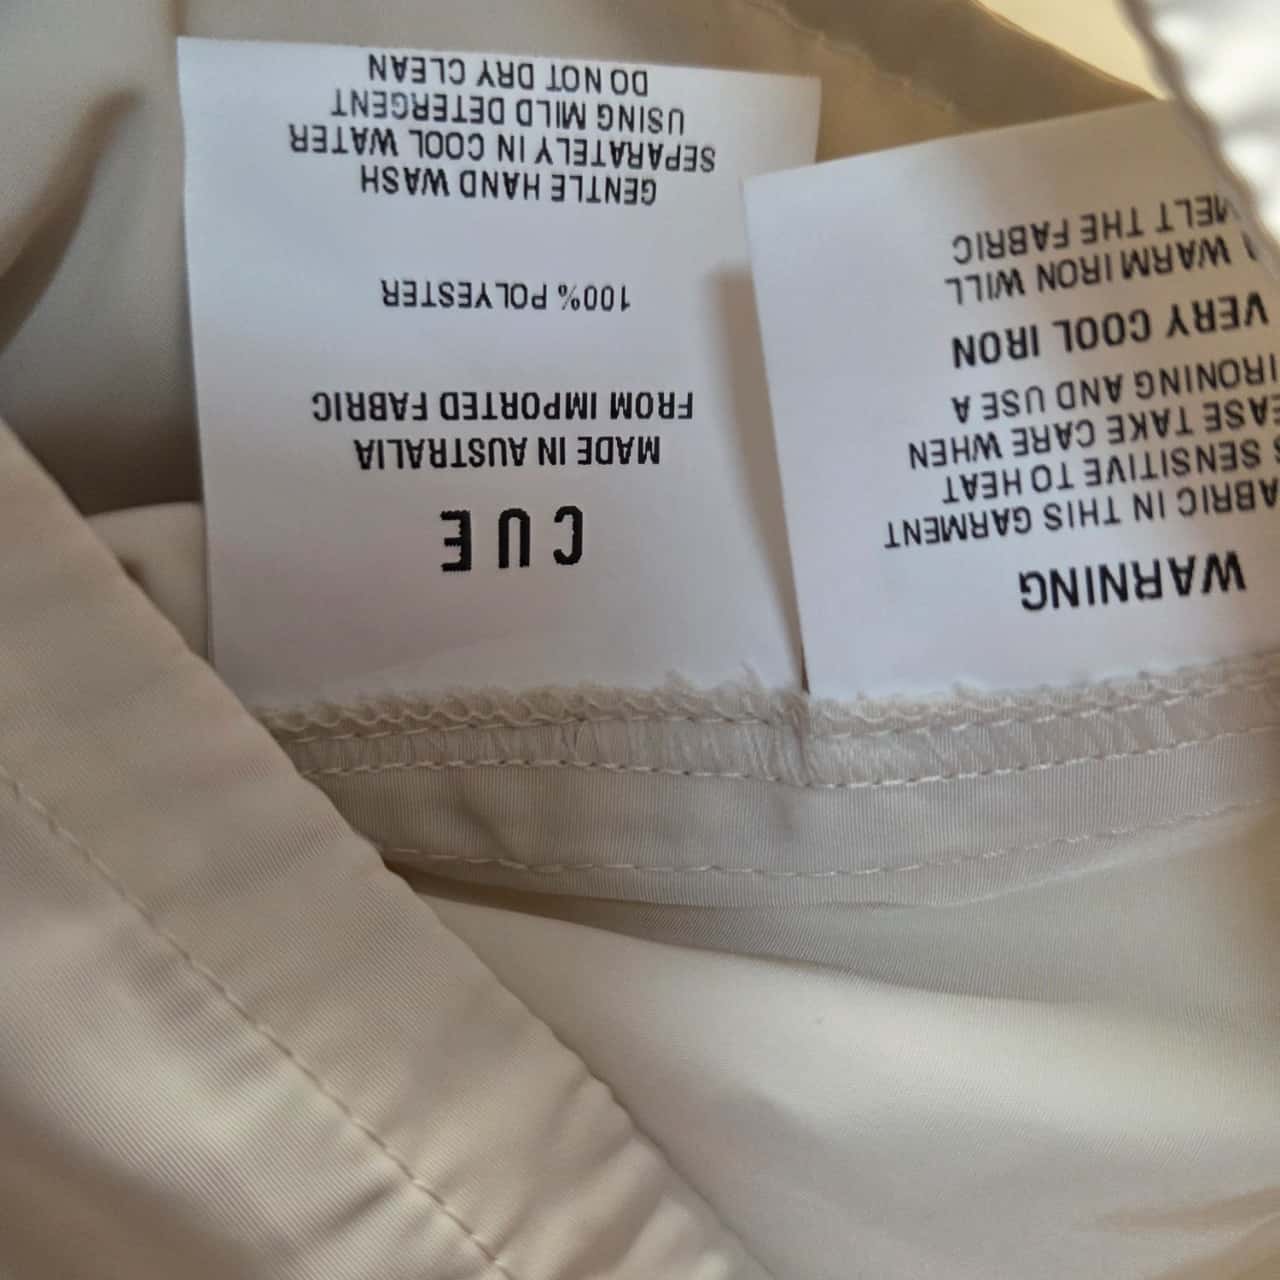 CUE
MADE IN AUSTRALIA
FROM IMPORTED FABRIC
100% POLYESTER
GENTLE HAND WASH
SEPARATELY IN COOL WATER
USING MILD DETERGENT
DO NOT DRY CLEAN
WARNING
IN THIS GARMENT
SENSITIVE TO HEAT
TAKE CARE WHEN
IRONING AND USE A
VERY COOL IRON
WARM IRON WILL
MELT THE FABRIC